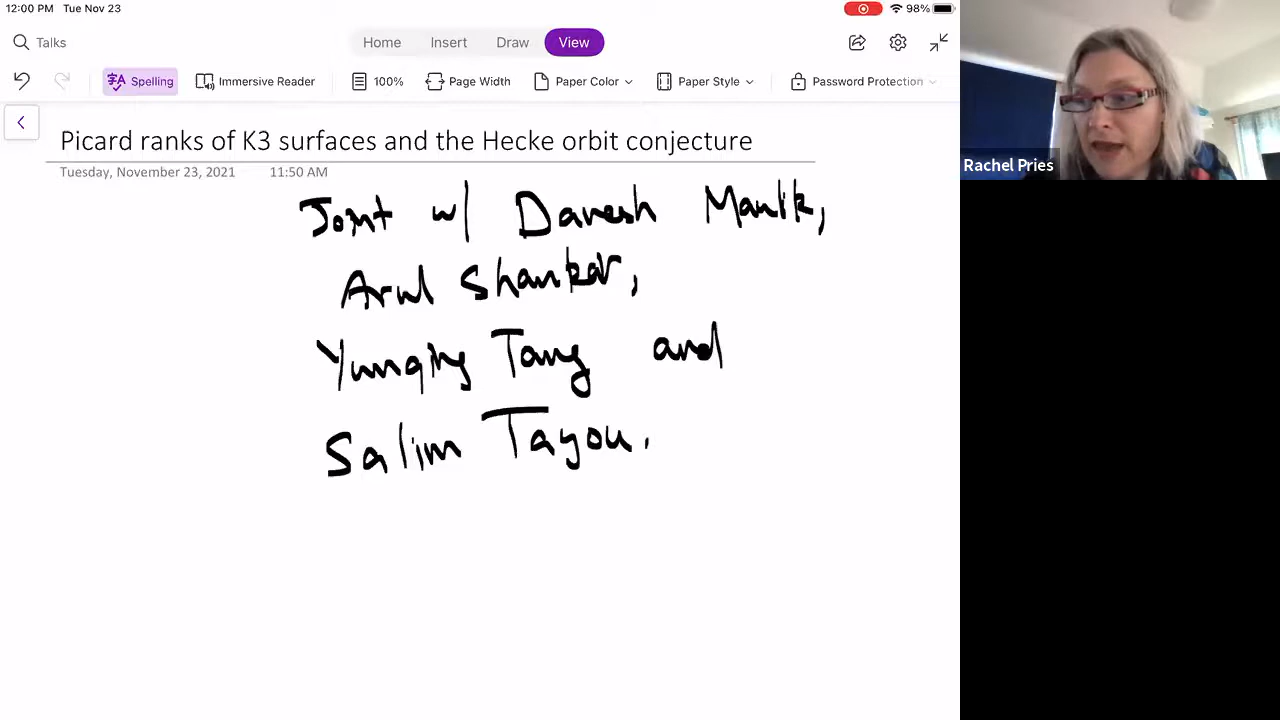 12:00 PM Tue Nov 23
98%
Talks
Home Insert Draw View
Spelling Immersive Reader 100% Page Width Paper Color Paper Style Password Protection
Picard ranks of K3 surfaces and the Hecke orbit conjecture
Tuesday, November 23, 2021 11:50 AM
Joint w/ Davesh Maulik,
Arul Shankar,
Yunqing Tang and
Salim Tayou.
Rachel Pries